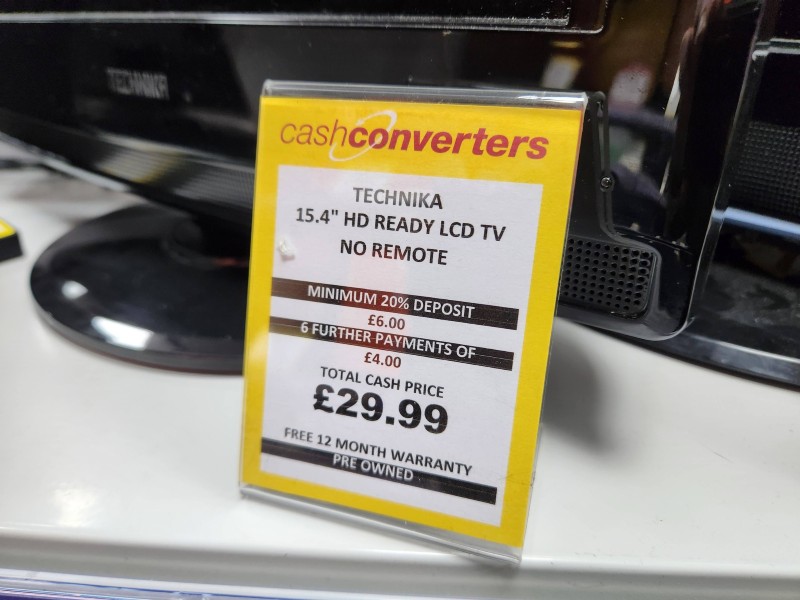 TECHNIKA
cashconverters
TECHNIKA
15.4" HD READY LCD TV
NO REMOTE
MINIMUM 20% DEPOSIT
£6.00
6 FURTHER PAYMENTS OF
£4.00
TOTAL CASH PRICE
£29.99
FREE 12 MONTH WARRANTY
PRE OWNED